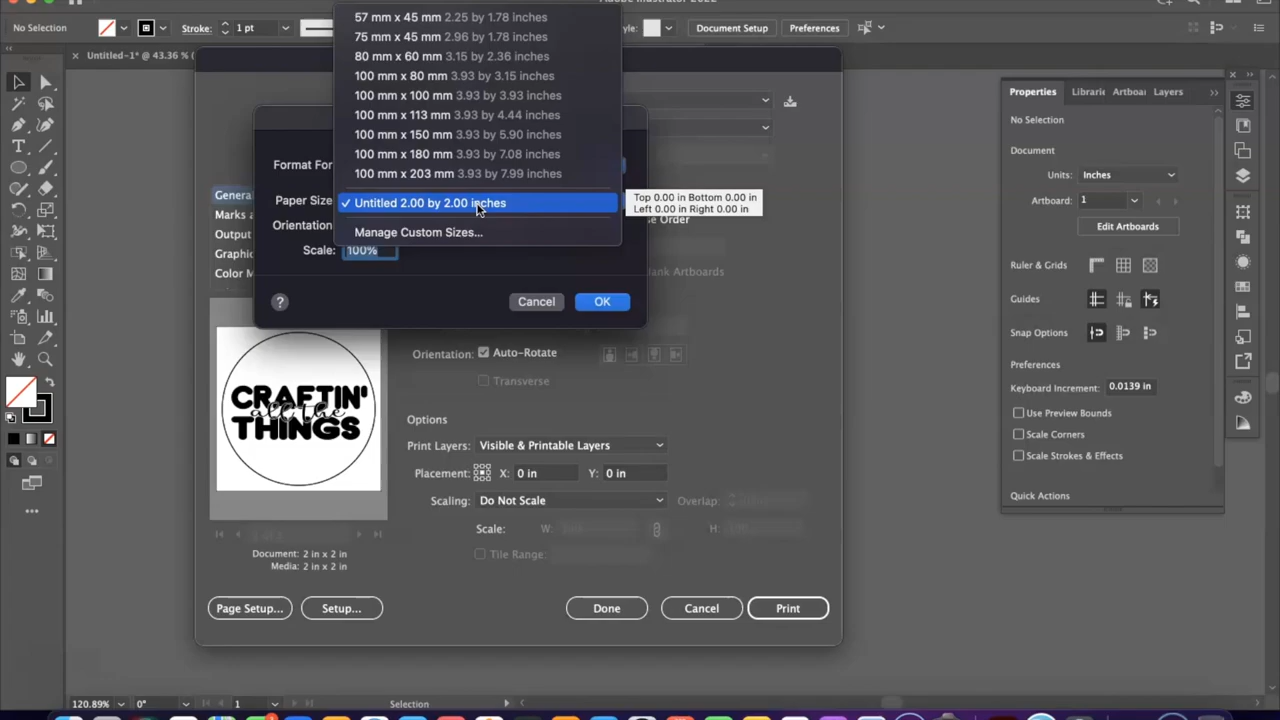 No Selection
Stroke:
1 pt
yle:
Document Setup
Preferences
Untitled-1* @ 43.36 % (
57 mm x 45 mm 2.25 by 1.78 inches
75 mm x 45 mm 2.96 by 1.78 inches
80 mm x 60 mm 3.15 by 2.36 inches
100 mm x 80 mm 3.93 by 3.15 inches
100 mm x 100 mm 3.93 by 3.93 inches
100 mm x 113 mm 3.93 by 4.44 inches
100 mm x 150 mm 3.93 by 5.90 inches
100 mm x 180 mm 3.93 by 7.08 inches
100 mm x 203 mm 3.93 by 7.99 inches
✓ Untitled 2.00 by 2.00 inches
Manage Custom Sizes...
Top 0.00 in Bottom 0.00 in
Left 0.00 in Right 0.00 in
Format For
Paper Size
Orientation
Scale:
100%
?
Cancel
OK
Genera
Marks a
Output
Graphic
Color M
se Order
lank Artboards
Orientation:
Auto-Rotate
Transverse
Options
Print Layers:
Visible & Printable Layers
Placement:
X:
0 in
Y:
0 in
Scaling:
Do Not Scale
Overlap:
Scale:
W:
H:
Tile Range:
CRAFTIN'
all the
THINGS
Document: 2 in x 2 in
Media: 2 in x 2 in
Page Setup...
Setup...
Done
Cancel
Print
Properties
Librarie
Artboar
Layers
No Selection
Document
Units:
Inches
Artboard:
1
Edit Artboards
Ruler & Grids
Guides
Snap Options
Preferences
Keyboard Increment:
0.0139 in
Use Preview Bounds
Scale Corners
Scale Strokes & Effects
Quick Actions
120.89%
0°
1
Selection